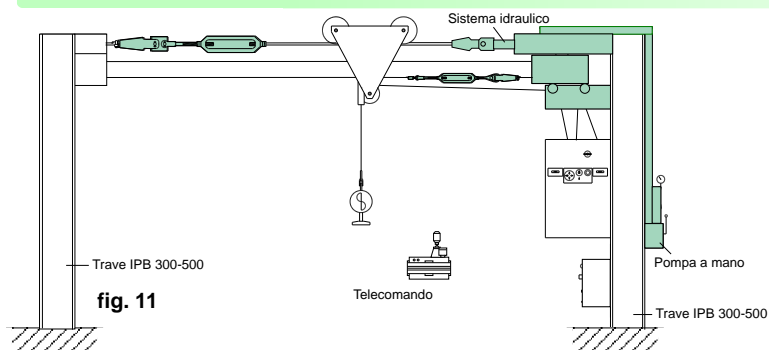 Sistema idraulico
Trave IPB 300-500
fig. 11
Telecomando
Pompa a mano
Trave IPB 300-500